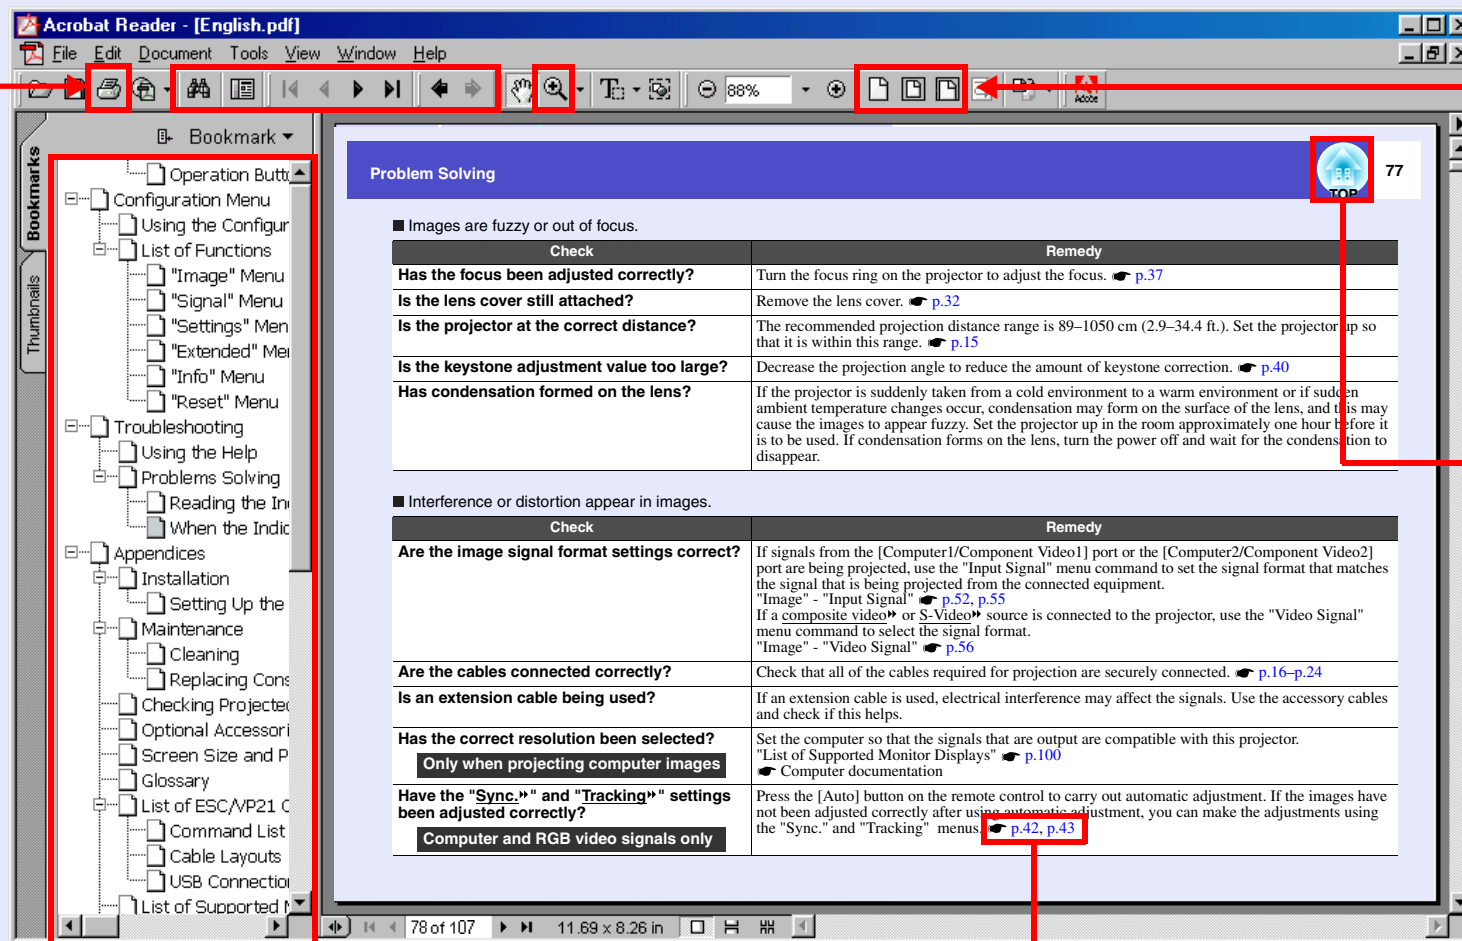 Acrobat Reader - [English.pdf]
File Edit Document Tools View Window Help
88%
Adobe
Bookmarks
Thumbnails
Bookmark
Operation Butt
Configuration Menu
Using the Configur
List of Functions
"Image" Menu
"Signal" Menu
"Settings" Men
"Extended" Me
"Info" Menu
"Reset" Menu
Troubleshooting
Using the Help
Problems Solving
Reading the In
When the Indic
Appendices
Installation
Setting Up the
Maintenance
Cleaning
Replacing Cons
Checking Projected
Optional Accessori
Screen Size and P
Glossary
List of ESC/VP21 C
Command List
Cable Layouts
USB Connection
List of Supported
Problem Solving
TOP
77
■ Images are fuzzy or out of focus.
Check Remedy
Has the focus been adjusted correctly? Turn the focus ring on the projector to adjust the focus. ☛ p.37
Is the lens cover still attached? Remove the lens cover. ☛ p.32
Is the projector at the correct distance? The recommended projection distance range is 89–1050 cm (2.9–34.4 ft.). Set the projector up so
that it is within this range. ☛ p.15
Is the keystone adjustment value too large? Decrease the projection angle to reduce the amount of keystone correction. ☛ p.40
Has condensation formed on the lens? If the projector is suddenly taken from a cold environment to a warm environment or if sudden
ambient temperature changes occur, condensation may form on the surface of the lens, and this may
cause the images to appear fuzzy. Set the projector up in the room approximately one hour before it
is to be used. If condensation forms on the lens, turn the power off and wait for the condensation to
disappear.
■ Interference or distortion appear in images.
Check Remedy
Are the image signal format settings correct? If signals from the [Computer1/Component Video1] port or the [Computer2/Component Video2]
port are being projected, use the "Input Signal" menu command to set the signal format that matches
the signal that is being projected from the connected equipment.
"Image" - "Input Signal" ☛ p.52, p.55
If a composite video or S-Video source is connected to the projector, use the "Video Signal"
menu command to select the signal format.
"Image" - "Video Signal" ☛ p.56
Are the cables connected correctly? Check that all of the cables required for projection are securely connected. ☛ p.16–p.24
Is an extension cable being used? If an extension cable is used, electrical interference may affect the signals. Use the accessory cables
and check if this helps.
Has the correct resolution been selected?
Only when projecting computer images
Set the computer so that the signals that are output are compatible with this projector.
"List of Supported Monitor Displays" ☛ p.100
☛ Computer documentation
Have the "Sync." and "Tracking" settings
been adjusted correctly?
Computer and RGB video signals only
Press the [Auto] button on the remote control to carry out automatic adjustment. If the images have
not been adjusted correctly after using automatic adjustment, you can make the adjustments using
the "Sync." and "Tracking" menus. ☛ p.42, p.43
78 of 107
11.69 x 8.26 in